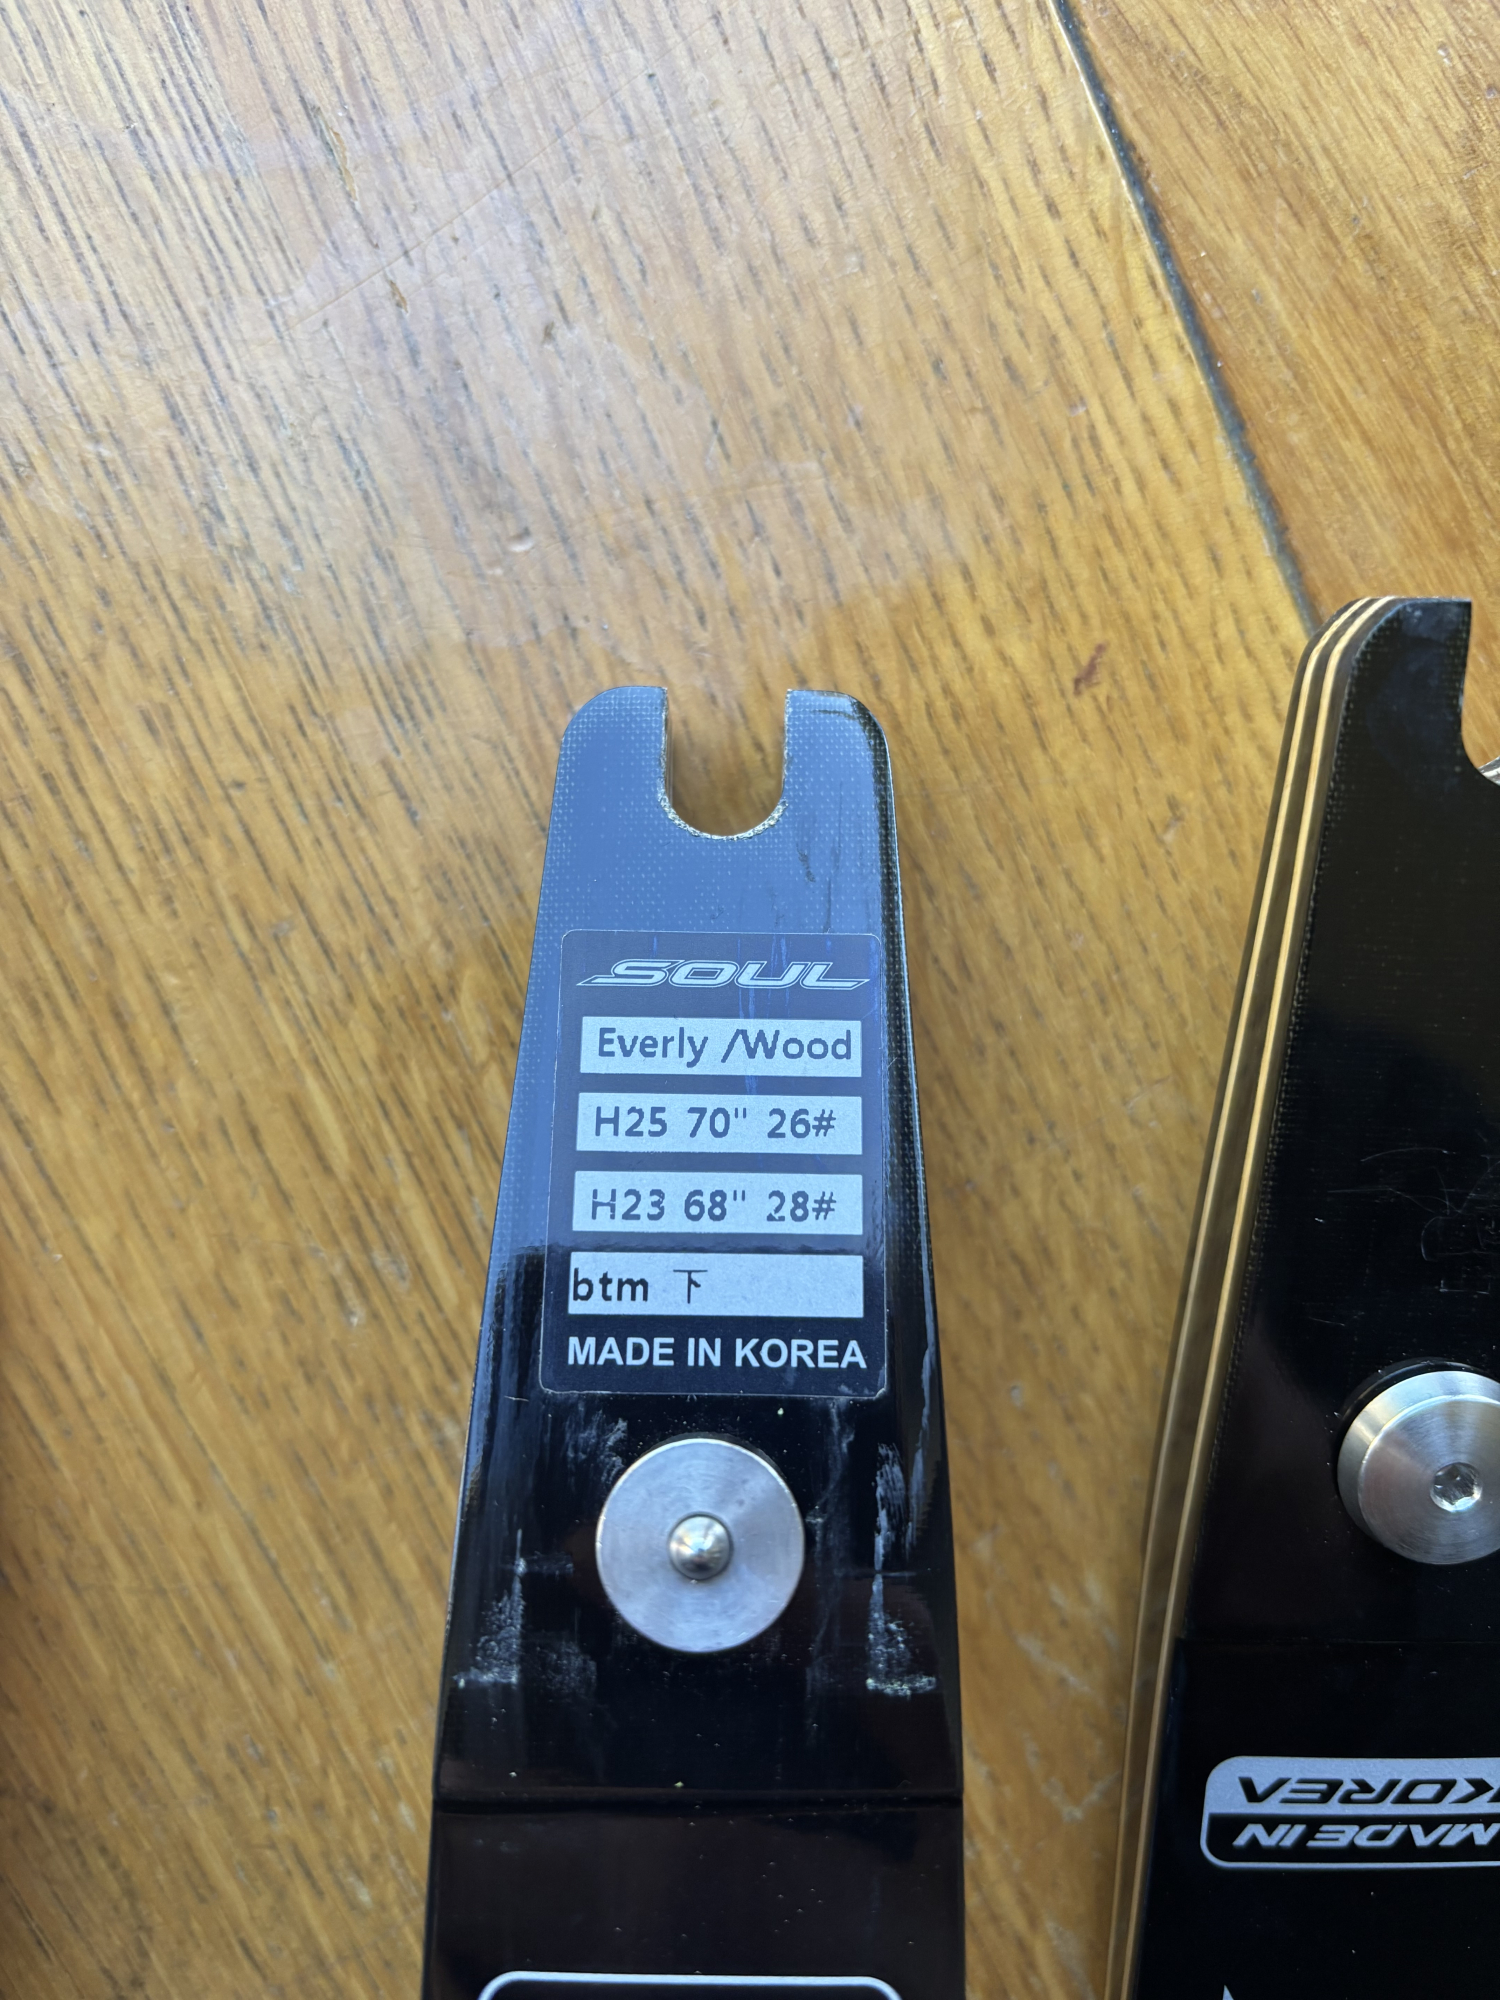 SOUL
Everly /Wood
H25 70" 26#
H23 68" 28#
btm 下
MADE IN KOREA
MADE IN
KOREA